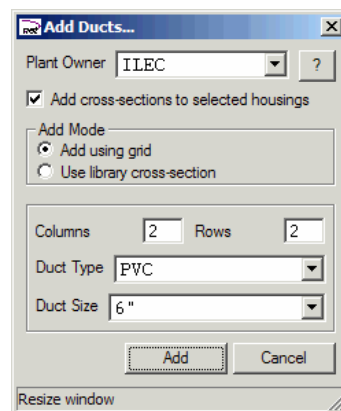 Add Ducts...
Plant Owner ILEC ?
Add cross-sections to selected housings
Add Mode
Add using grid
Use library cross-section
Columns 2 Rows 2
Duct Type PVC
Duct Size 6"
Add Cancel
Resize window